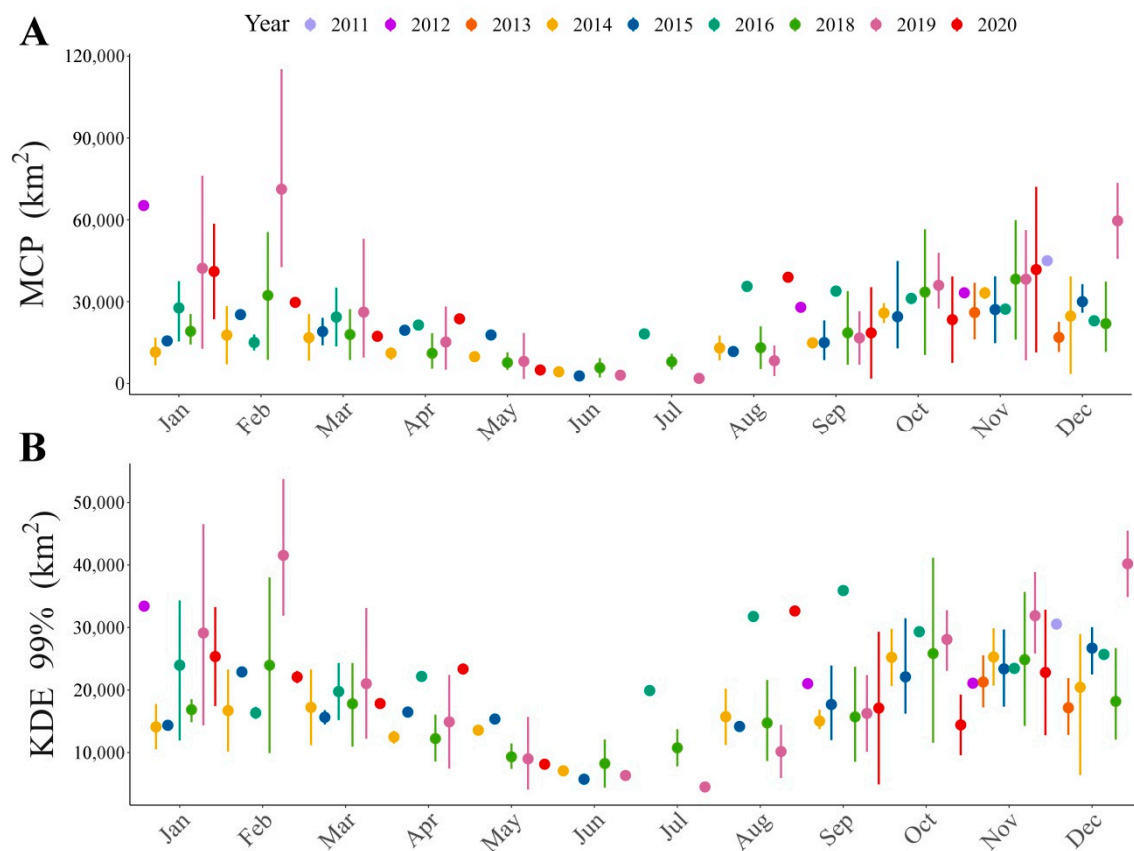 A
Year 2011 2012 2013 2014 2015 2016 2018 2019 2020
120,000
90,000
60,000
30,000
0
MCP (km²)
Jan Feb Mar Apr May Jun Jul Aug Sep Oct Nov Dec
B
50,000
40,000
30,000
20,000
10,000
KDE 99% (km²)
Jan Feb Mar Apr May Jun Jul Aug Sep Oct Nov Dec